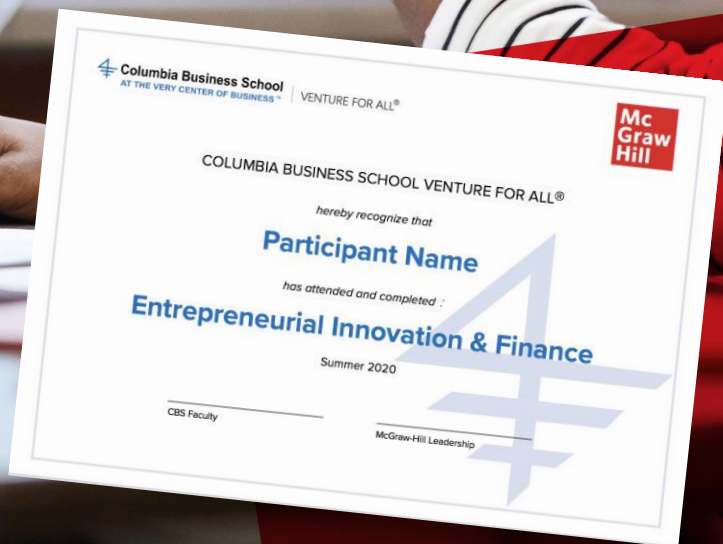 Columbia Business School
AT THE VERY CENTER OF BUSINESS™
VENTURE FOR ALL®
Mc
Graw
Hill
COLUMBIA BUSINESS SCHOOL VENTURE FOR ALL®
hereby recognize that
Participant Name
has attended and completed :
Entrepreneurial Innovation & Finance
Summer 2020
CBS Faculty
McGraw-Hill Leadership